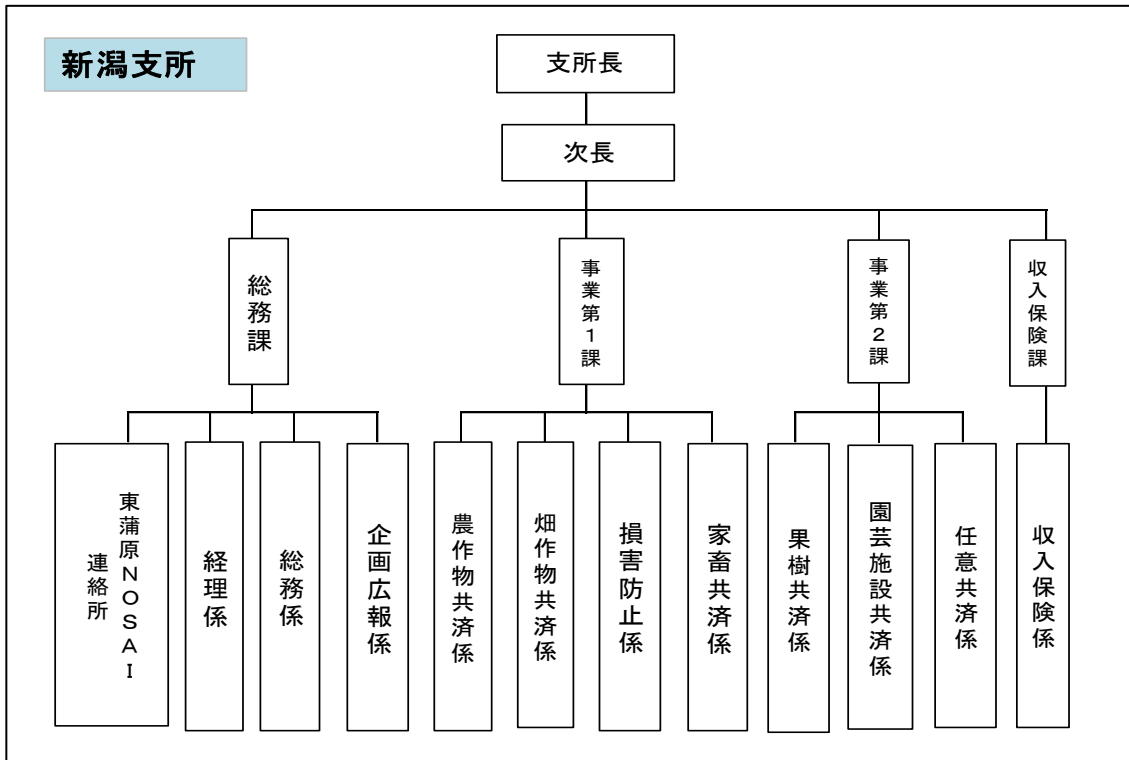 新潟支所
支所長
次長
総務課
事業第1課
事業第2課
収入保険課
東蒲原NOSAI
連絡所
経理係
総務係
企画広報係
農作物共済係
畑作物共済係
損害防止係
家畜共済係
果樹共済係
園芸施設共済係
任意共済係
収入保険係